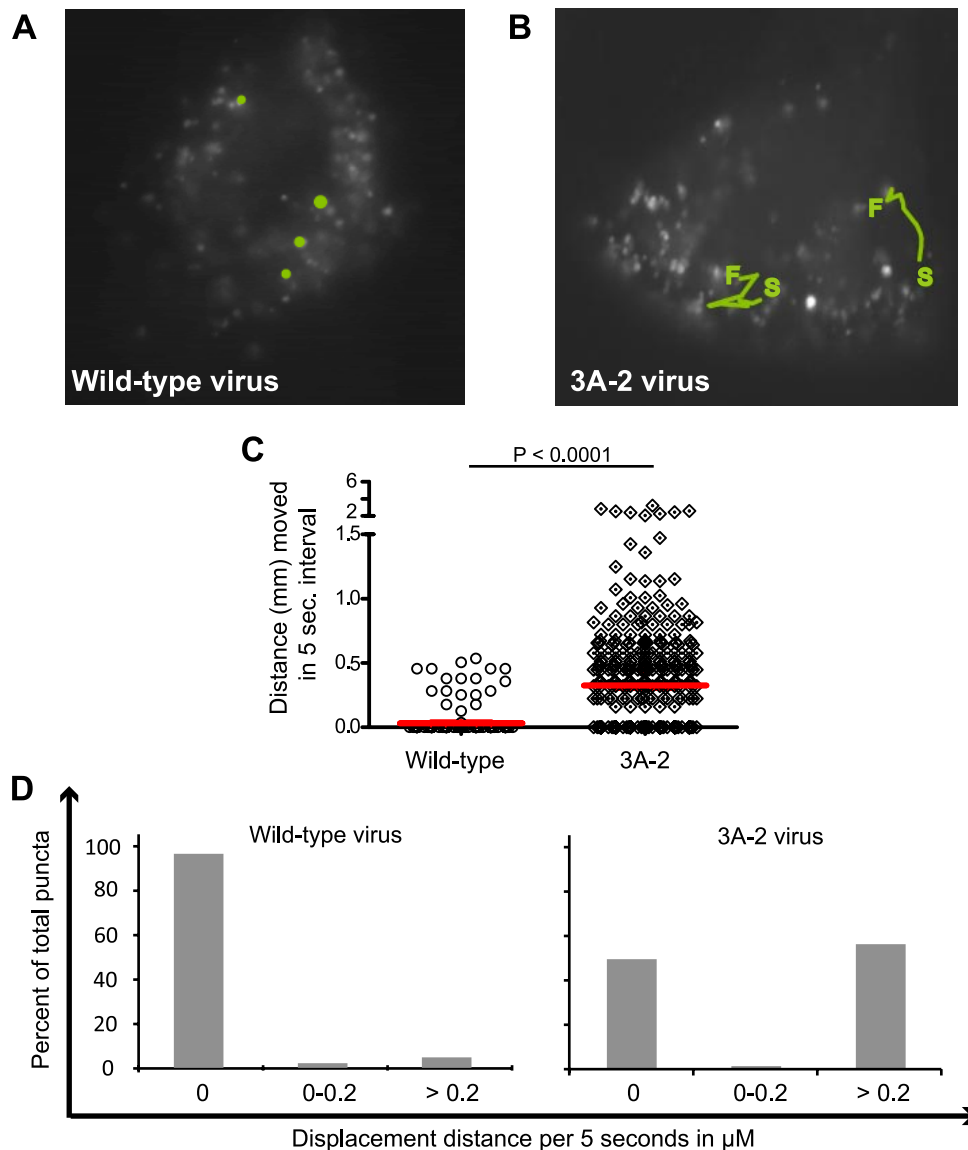 A
B
Wild-type virus
F
S
F
S
3A-2 virus
C
P < 0.0001
Distance (mm) moved
in 5 sec. interval
6
2
1.5
1.0
0.5
0.0
Wild-type
3A-2
D
Percent of total puncta
Wild-type virus
100
80
60
40
20
0
0
0-0.2
> 0.2
3A-2 virus
0
0-0.2
> 0.2
Displacement distance per 5 seconds in µM